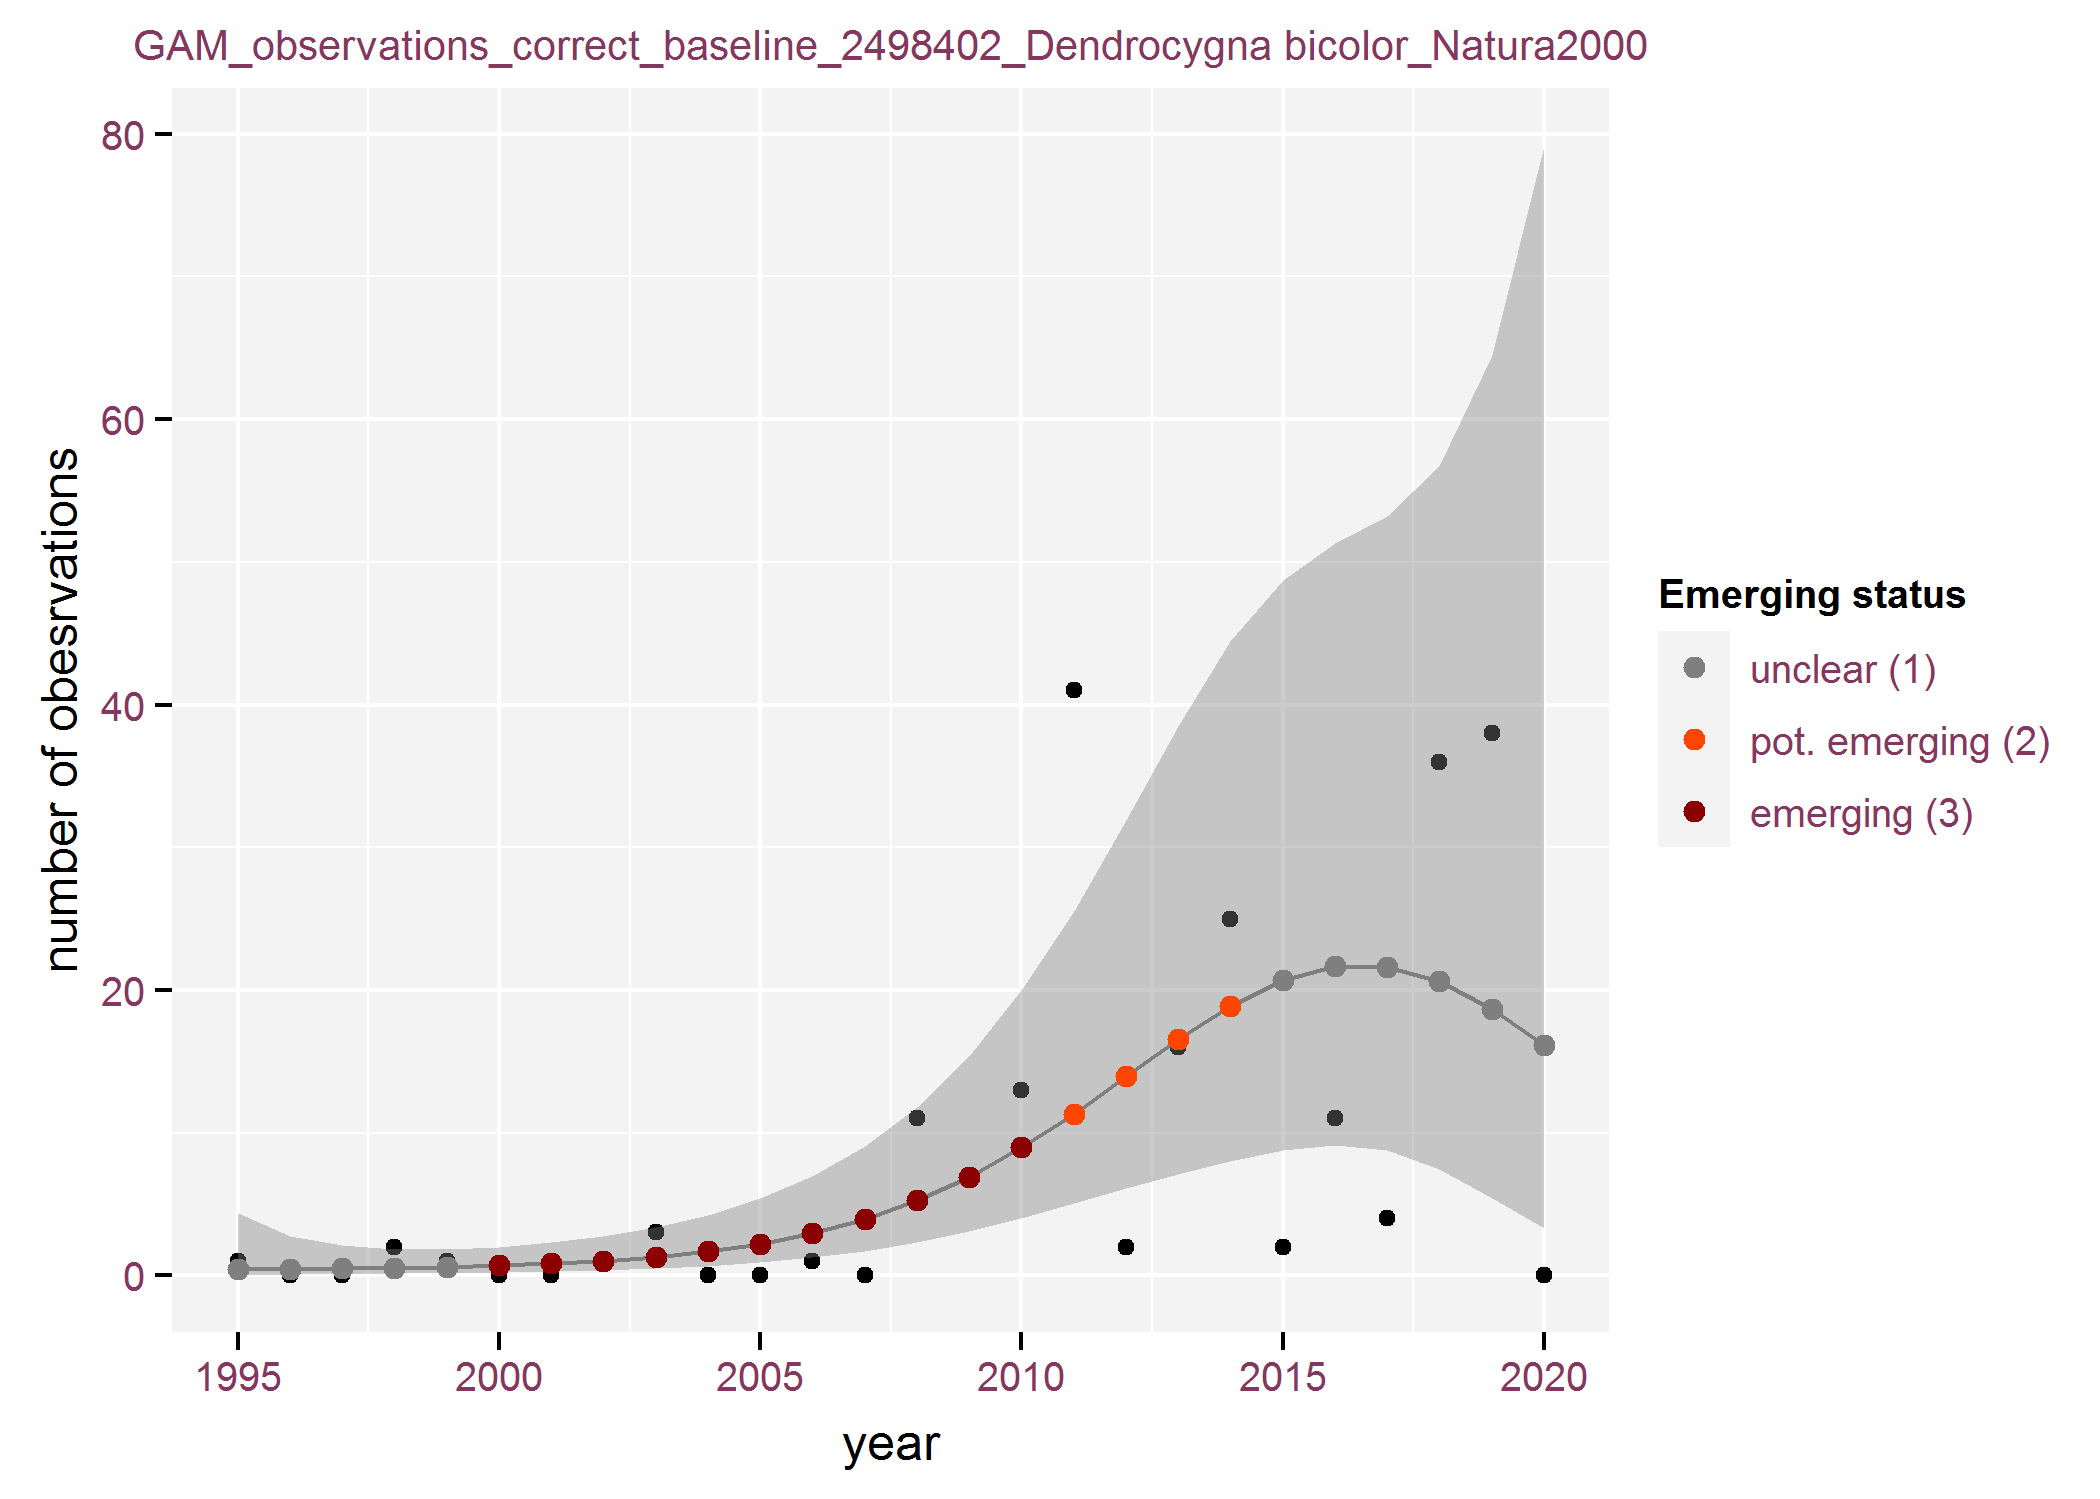 GAM_observations_correct_baseline_2498402_Dendrocygna bicolor_Natura2000
80
60
40
20
0
number of obesrvations
1995 2000 2005 2010 2015 2020
year
Emerging status
unclear (1)
pot. emerging (2)
emerging (3)